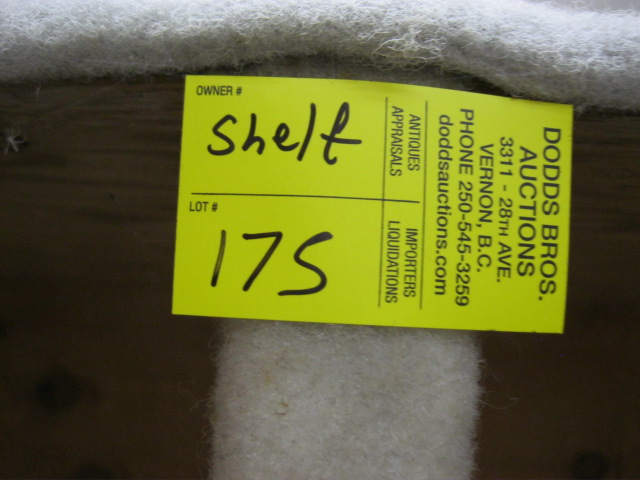 OWNER #
Shelf
LOT #
175
ANTIQUES
APPRAISALS
IMPORTERS
LIQUIDATIONS
DODDS BROS.
AUCTIONS
3311 - 28TH AVE.
VERNON, B.C.
PHONE 250-545-3259
doddsauctions.com